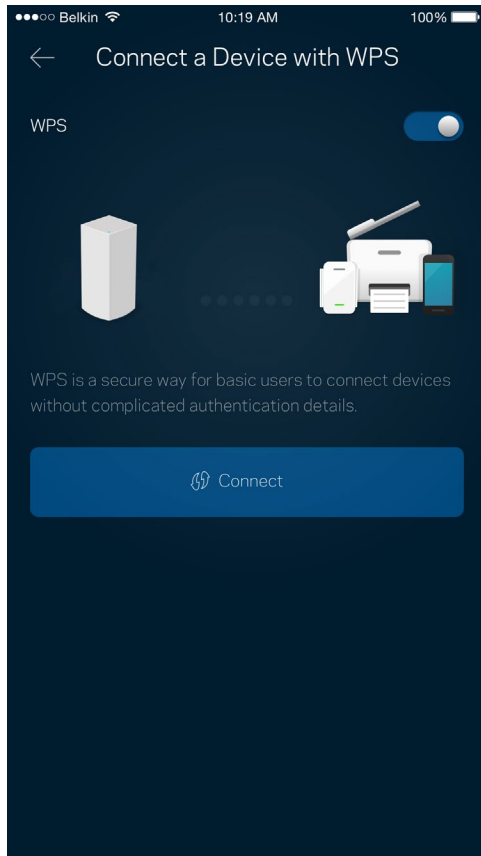 Belkin 10:19 AM 100%
Connect a Device with WPS
WPS
WPS is a secure way for basic users to connect devices
without complicated authentication details.
Connect